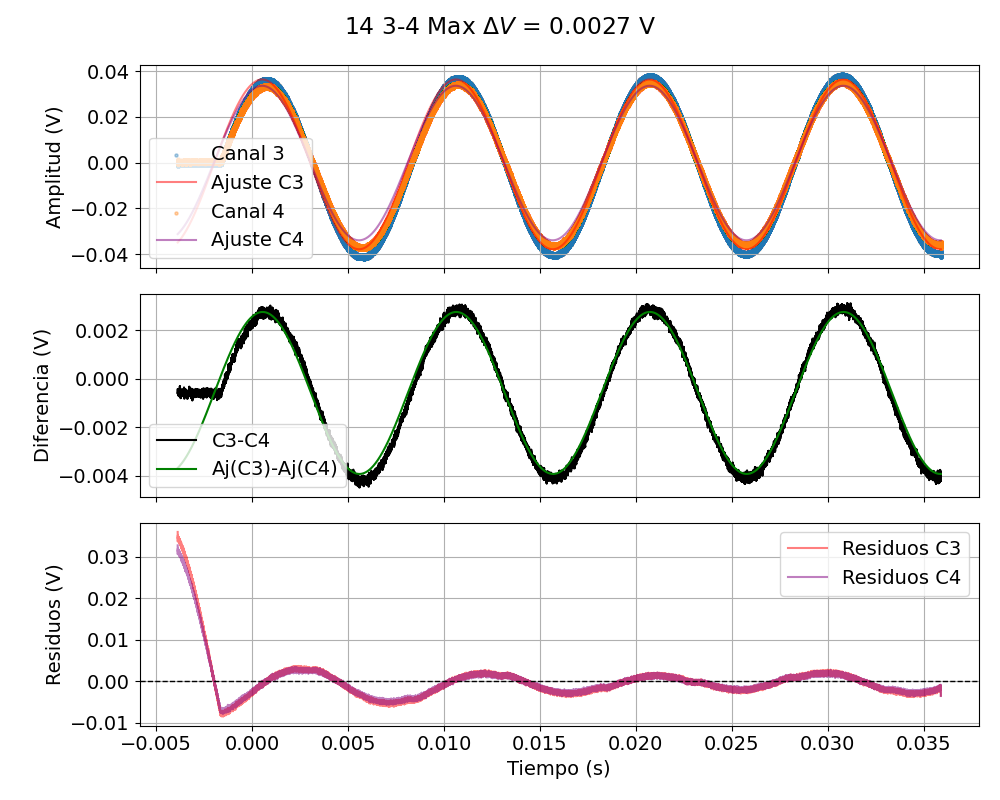 14 3-4 Max ΔV = 0.0027 V
Amplitud (V)
0.04
0.02
0.00
−0.02
−0.04
Canal 3
Ajuste C3
Canal 4
Ajuste C4
Diferencia (V)
0.002
0.000
−0.002
−0.004
C3-C4
Aj(C3)-Aj(C4)
Residuos (V)
0.03
0.02
0.01
0.00
−0.01
Residuos C3
Residuos C4
−0.005 0.000 0.005 0.010 0.015 0.020 0.025 0.030 0.035
Tiempo (s)